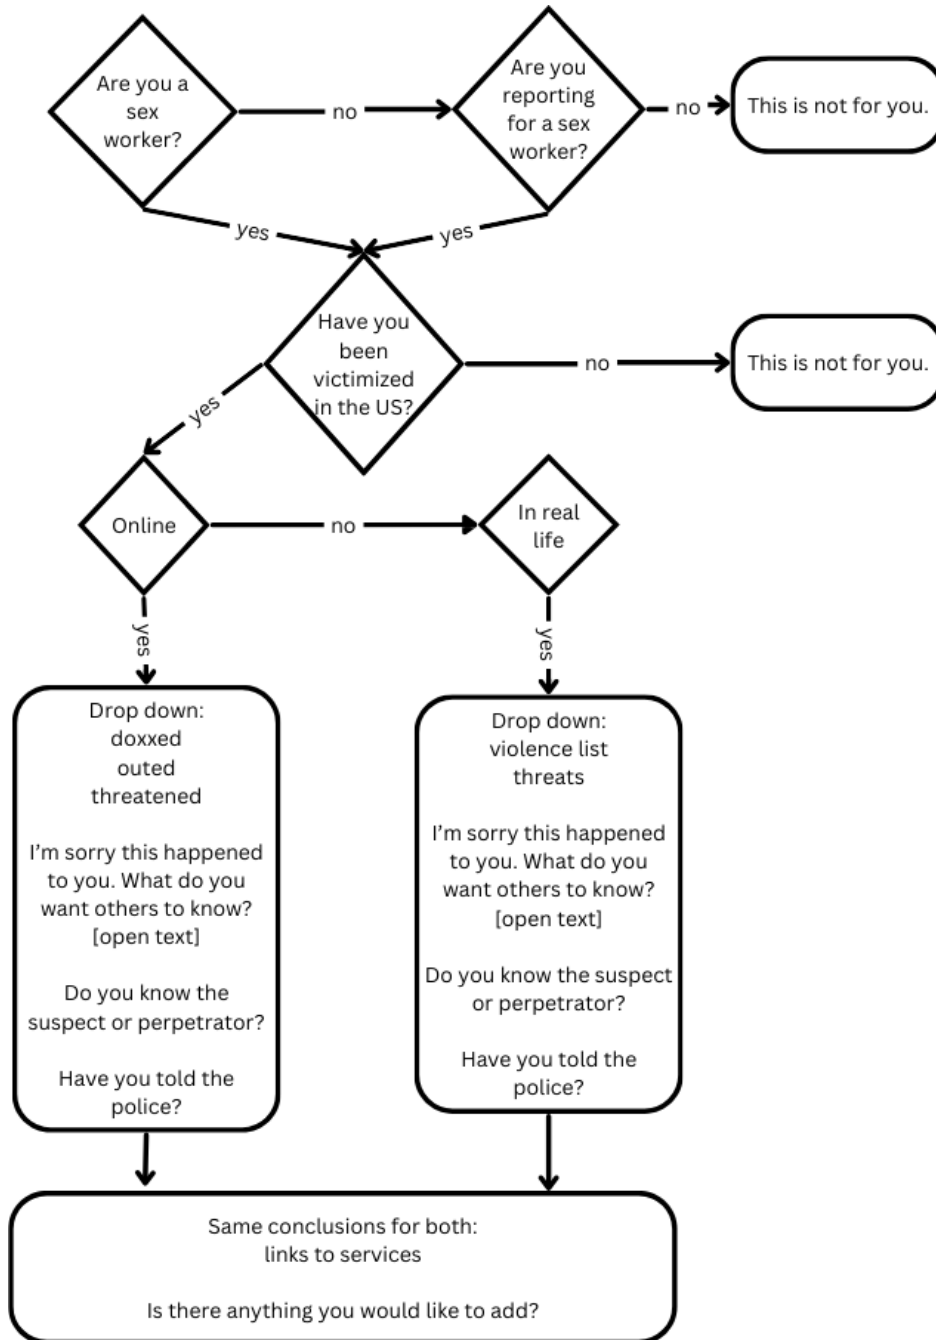 Are you a
sex
worker?
no
Are you
reporting
for a sex
worker?
no
This is not for you.
yes
yes
Have you
been
victimized
in the US?
no
This is not for you.
yes
Online
no
In real
life
yes
yes
Drop down:
doxxed
outed
threatened
I'm sorry this happened
to you. What do you
want others to know?
[open text]
Do you know the
suspect or perpetrator?
Have you told the
police?
Drop down:
violence list
threats
I'm sorry this happened
to you. What do you
want others to know?
[open text]
Do you know the suspect
or perpetrator?
Have you told the
police?
Same conclusions for both:
links to services
Is there anything you would like to add?